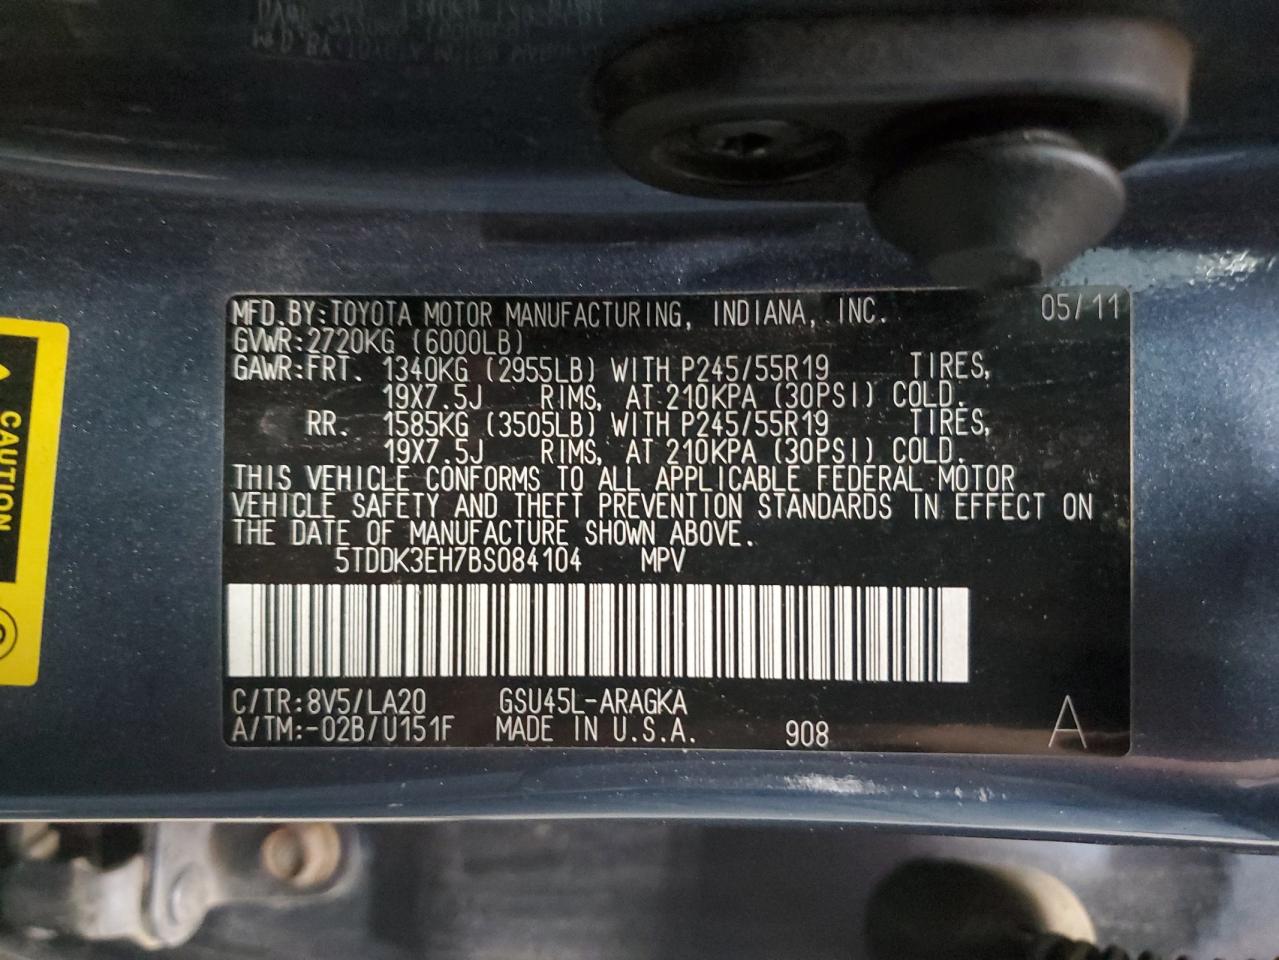 MFD.BY:TOYOTA MOTOR MANUFACTURING, INDIANA, INC. 05/11
GVWR:2720KG (6000LB)
GAWR:FRT. 1340KG (2955LB) WITH P245/55R19 TIRES,
19X7.5J RIMS, AT 210KPA (30PSI) COLD.
RR. 1585KG (3505LB) WITH P245/55R19 TIRES,
19X7.5J RIMS, AT 210KPA (30PSI) COLD.
THIS VEHICLE CONFORMS TO ALL APPLICABLE FEDERAL MOTOR
VEHICLE SAFETY AND THEFT PREVENTION STANDARDS IN EFFECT ON
THE DATE OF MANUFACTURE SHOWN ABOVE.
5TDDK3EH7BS084104 MPV
C/TR:8V5/LA20 GSU45L-ARAGKA
A/TM:-02B/U151F MADE IN U.S.A. 908 A
CAUTION